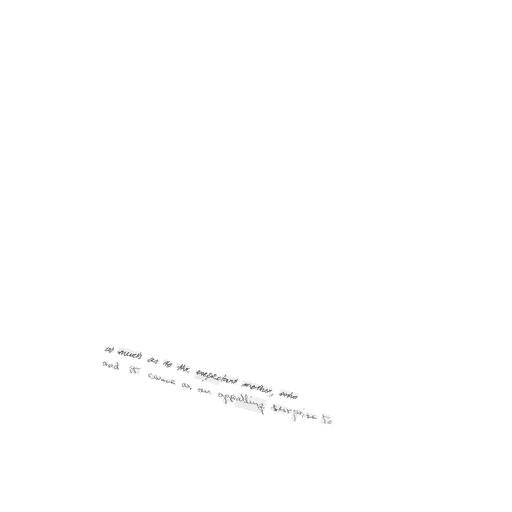 as much as to the expectant mother, who
and it came as an appalling surprise to